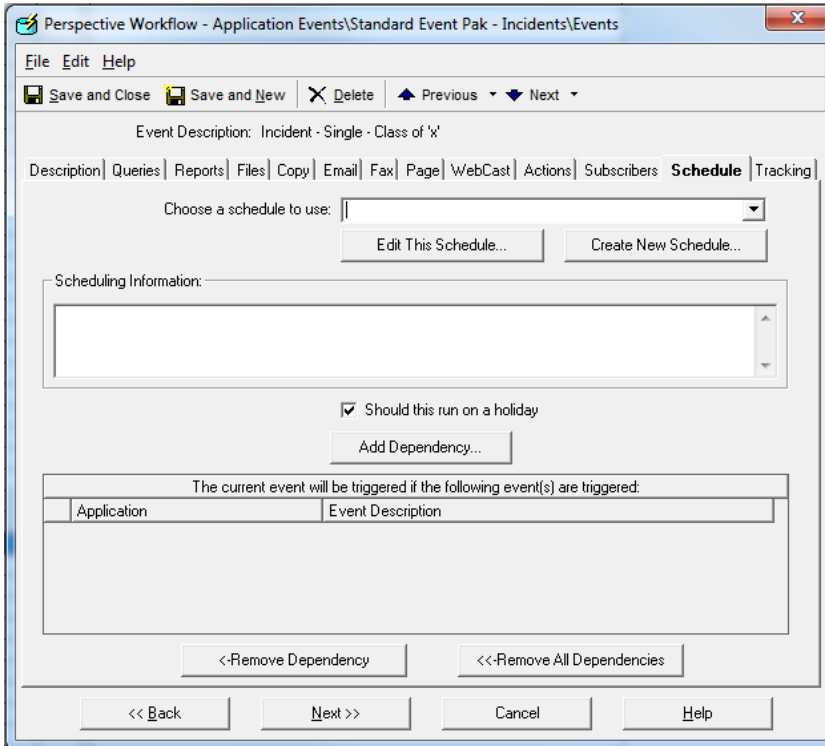 Perspective Workflow - Application Events\Standard Event Pak - Incidents\Events
File Edit Help
Save and Close Save and New Delete Previous Next
Event Description: Incident - Single - Class of 'x'
Description Queries Reports Files Copy Email Fax Page WebCast Actions Subscribers Schedule Tracking
Choose a schedule to use:
Edit This Schedule... Create New Schedule...
Scheduling Information:
Should this run on a holiday
Add Dependency...
The current event will be triggered if the following event(s) are triggered:
Application Event Description
<-Remove Dependency <<-Remove All Dependencies
<< Back Next >> Cancel Help